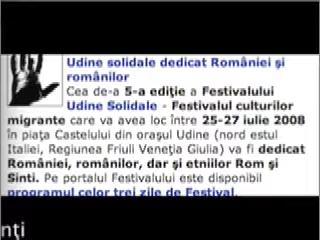 Udine solidale dedicat României şi
românilor
Cea de-a 5-a ediţie a Festivalului
Udine Solidale - Festivalul culturilor
migrante care va avea loc între 25-27 iulie 2008
în piaţa Castelului din oraşul Udine (nord estul
Italiei, Regiunea Friuli Veneţia Giulia) va fi dedicat
României, românilor, dar şi etniilor Rom şi
Sinti. Pe portalul Festivalului este disponibil
programul celor trei zile de Festival.
nţi